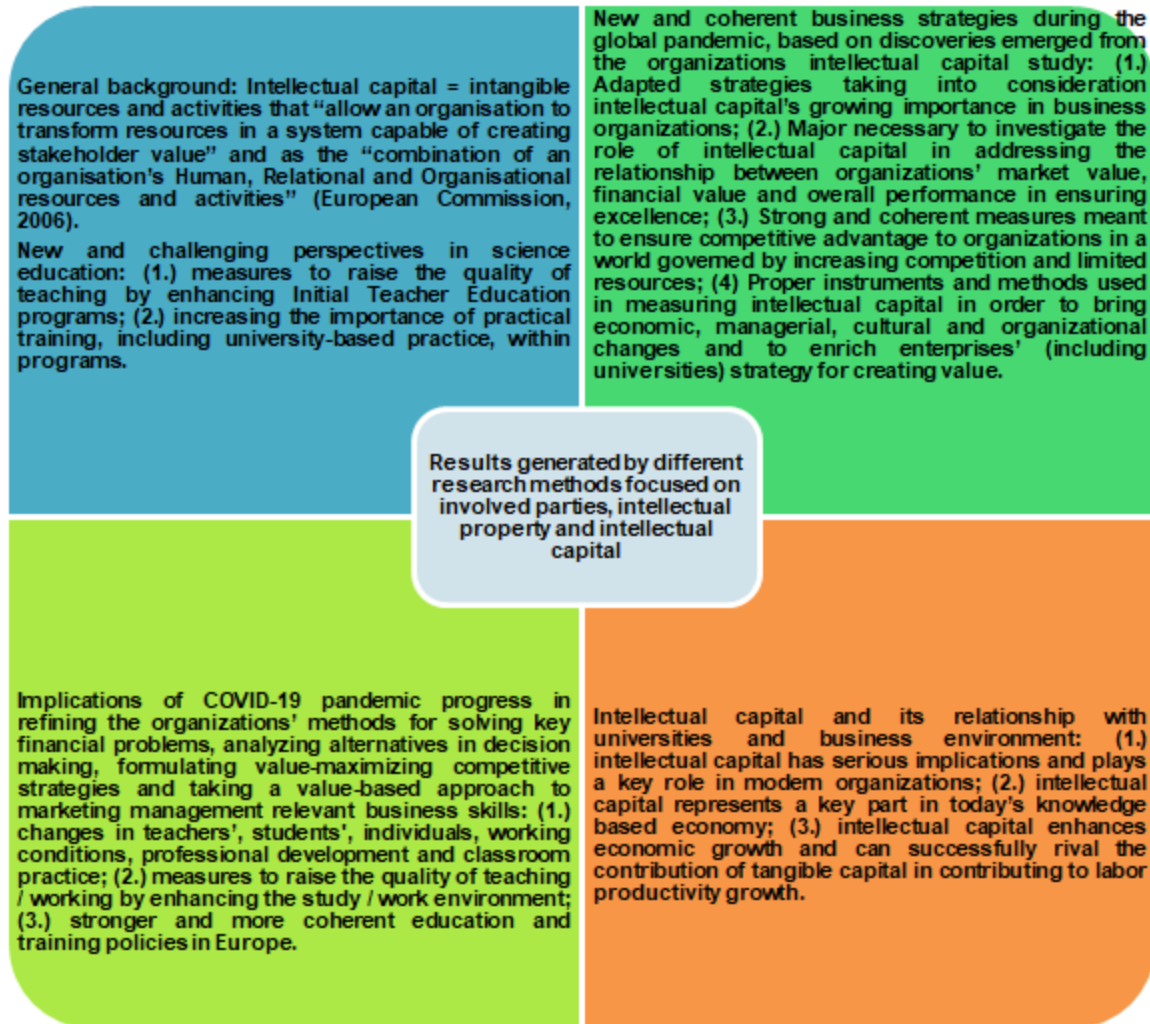 General background: Intellectual capital = intangible
resources and activities that “allow an organisation to
transform resources in a system capable of creating
stakeholder value” and as the “combination of an
organisation’s Human, Relational and Organisational
resources and activities” (European Commission,
2006).
New and challenging perspectives in science
education: (1.) measures to raise the quality of
teaching by enhancing Initial Teacher Education
programs; (2.) increasing the importance of practical
training, including university-based practice, within
programs.
New and coherent business strategies during the
global pandemic, based on discoveries emerged from
the organizations intellectual capital study: (1.)
Adapted strategies taking into consideration
intellectual capital’s growing importance in business
organizations; (2.) Major necessary to investigate the
role of intellectual capital in addressing the
relationship between organizations’ market value,
financial value and overall performance in ensuring
excellence; (3.) Strong and coherent measures meant
to ensure competitive advantage to organizations in a
world governed by increasing competition and limited
resources; (4) Proper instruments and methods used
in measuring intellectual capital in order to bring
economic, managerial, cultural and organizational
changes and to enrich enterprises’ (including
universities) strategy for creating value.
Results generated by different
research methods focused on
involved parties, intellectual
property and intellectual
capital
Implications of COVID-19 pandemic progress in
refining the organizations’ methods for solving key
financial problems, analyzing alternatives in decision
making, formulating value-maximizing competitive
strategies and taking a value-based approach to
marketing management relevant business skills: (1.)
changes in teachers’, students', individuals, working
conditions, professional development and classroom
practice; (2.) measures to raise the quality of teaching
/ working by enhancing the study / work environment;
(3.) stronger and more coherent education and
training policies in Europe.
Intellectual capital and its relationship with
universities and business environment: (1.)
intellectual capital has serious implications and plays
a key role in modern organizations; (2.) intellectual
capital represents a key part in today’s knowledge
based economy; (3.) intellectual capital enhances
economic growth and can successfully rival the
contribution of tangible capital in contributing to labor
productivity growth.